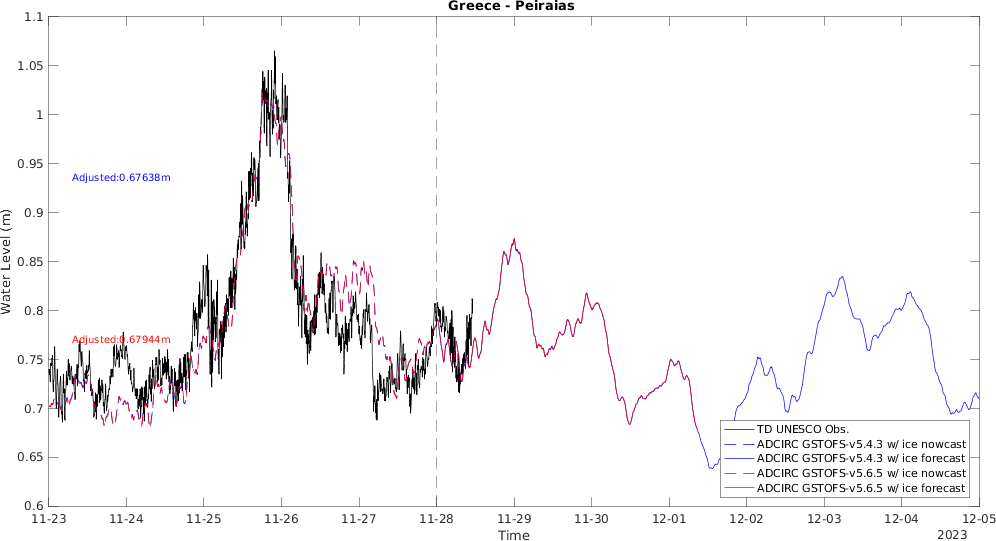 Greece - Peiraias
1.1
1.05
1
0.95
0.9
0.85
0.8
0.75
0.7
0.65
0.6
Water Level (m)
Adjusted:0.67638m
Adjusted:0.67944m
TD UNESCO Obs.
ADCIRC GSTOFS-v5.4.3 w/ ice nowcast
ADCIRC GSTOFS-v5.4.3 w/ ice forecast
ADCIRC GSTOFS-v5.6.5 w/ ice nowcast
ADCIRC GSTOFS-v5.6.5 w/ ice forecast
11-23 11-24 11-25 11-26 11-27 11-28 11-29 11-30 12-01 12-02 12-03 12-04 12-05
Time
2023